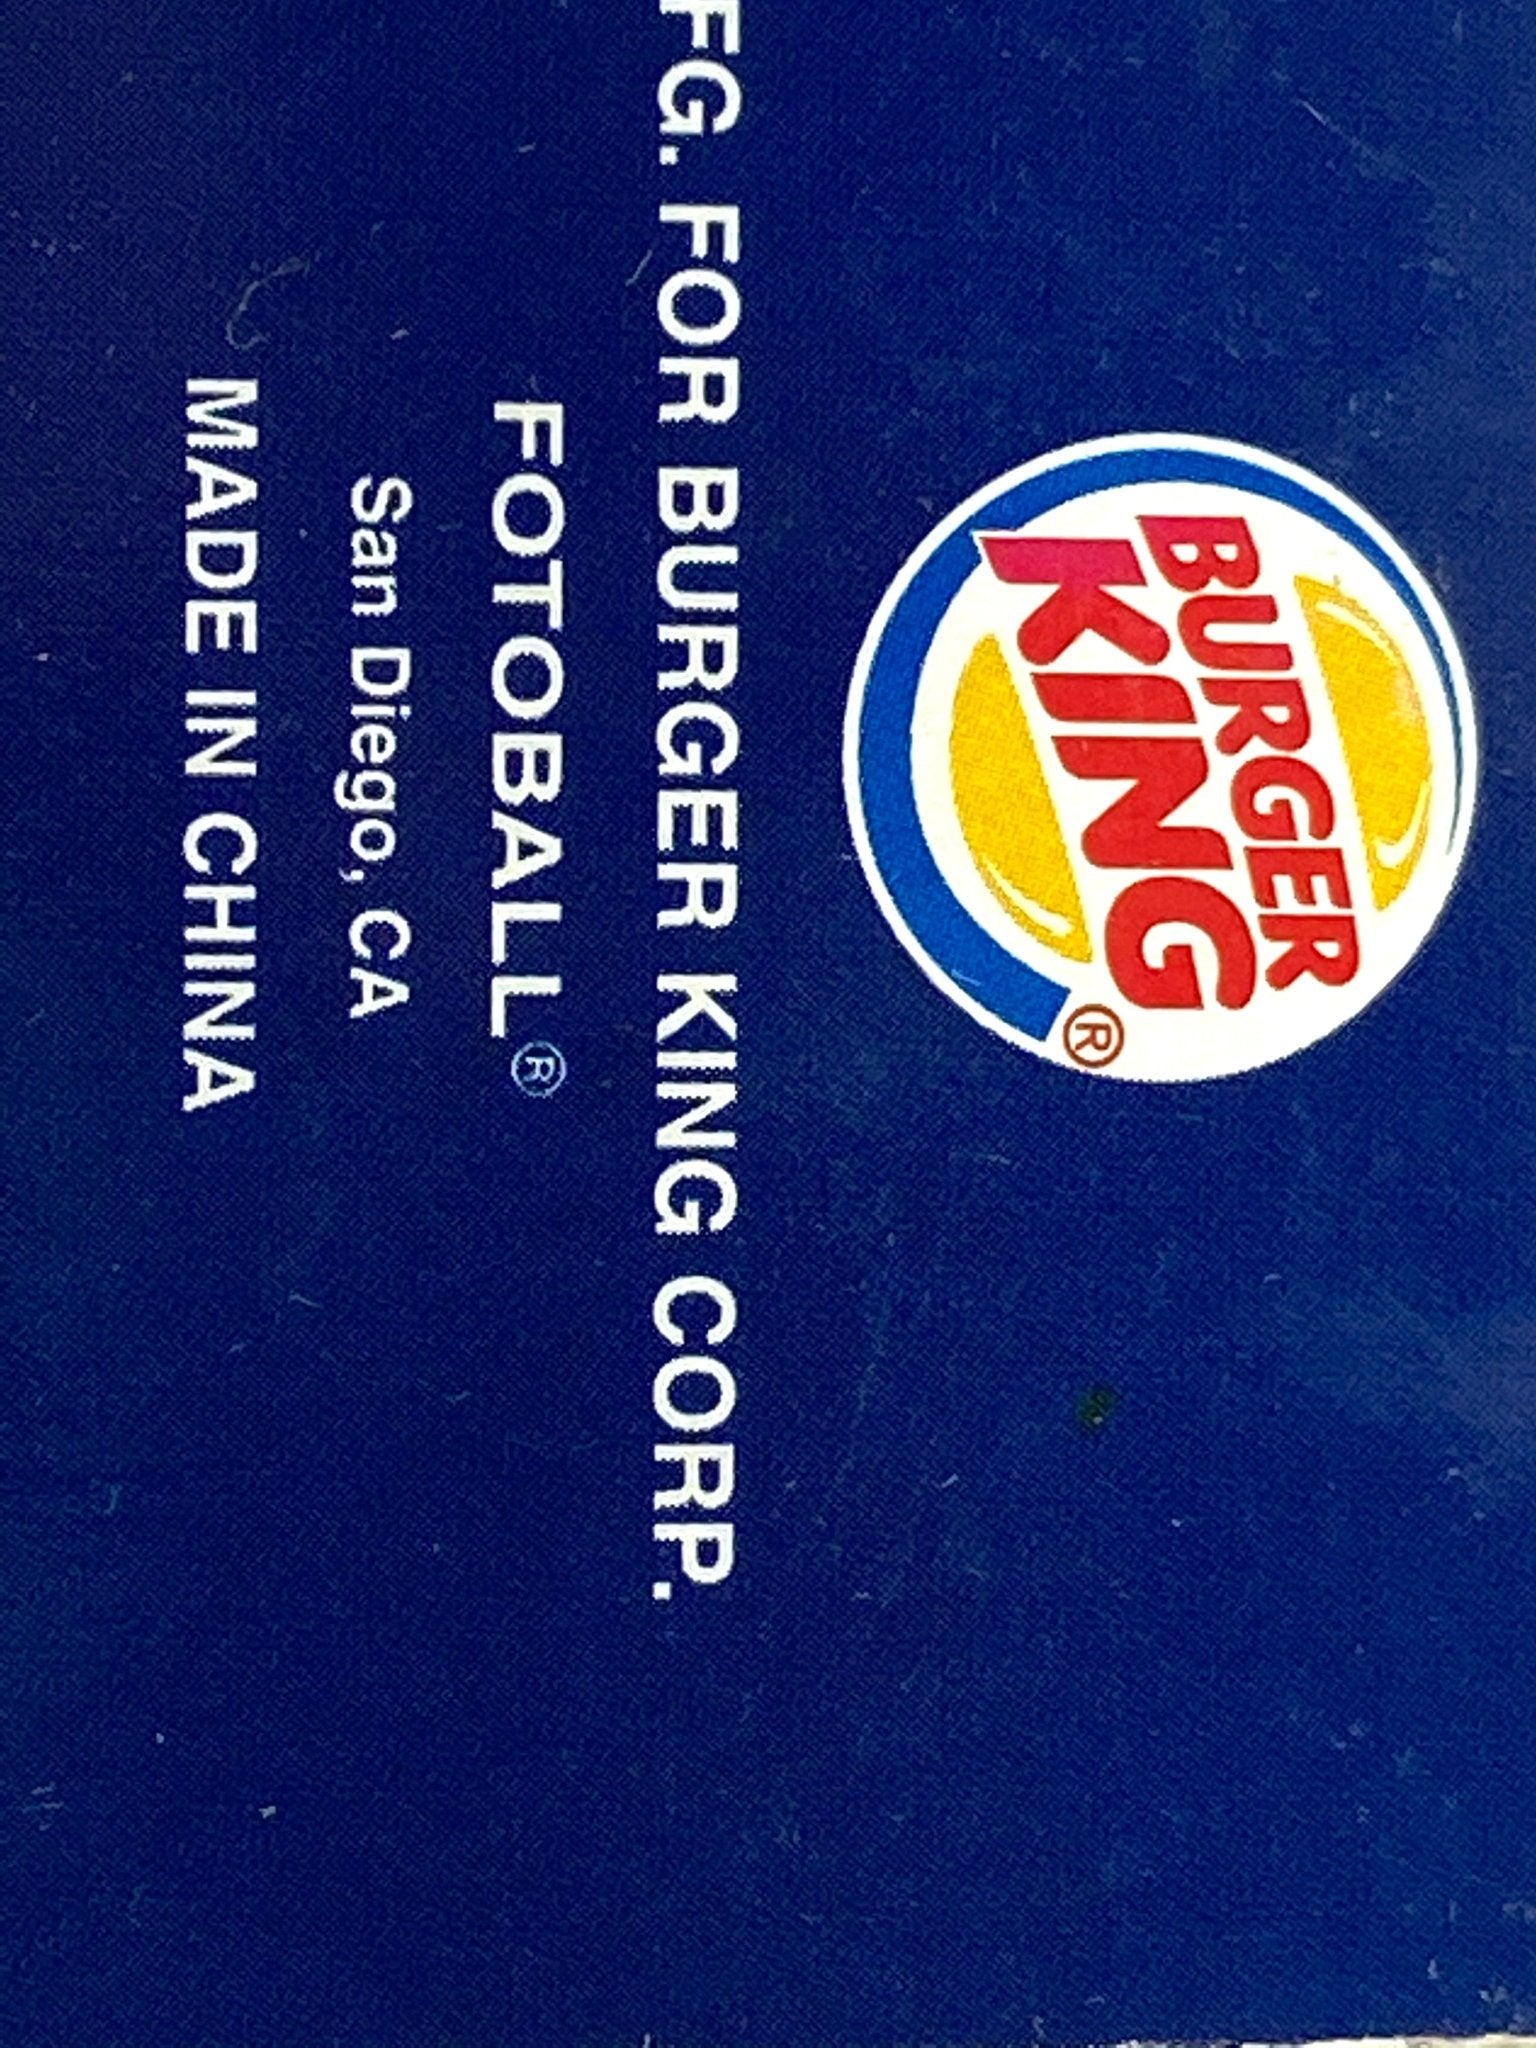 BURGER
KING®
FG. FOR BURGER KING CORP.
FOTOBALL®
San Diego, CA
MADE IN CHINA